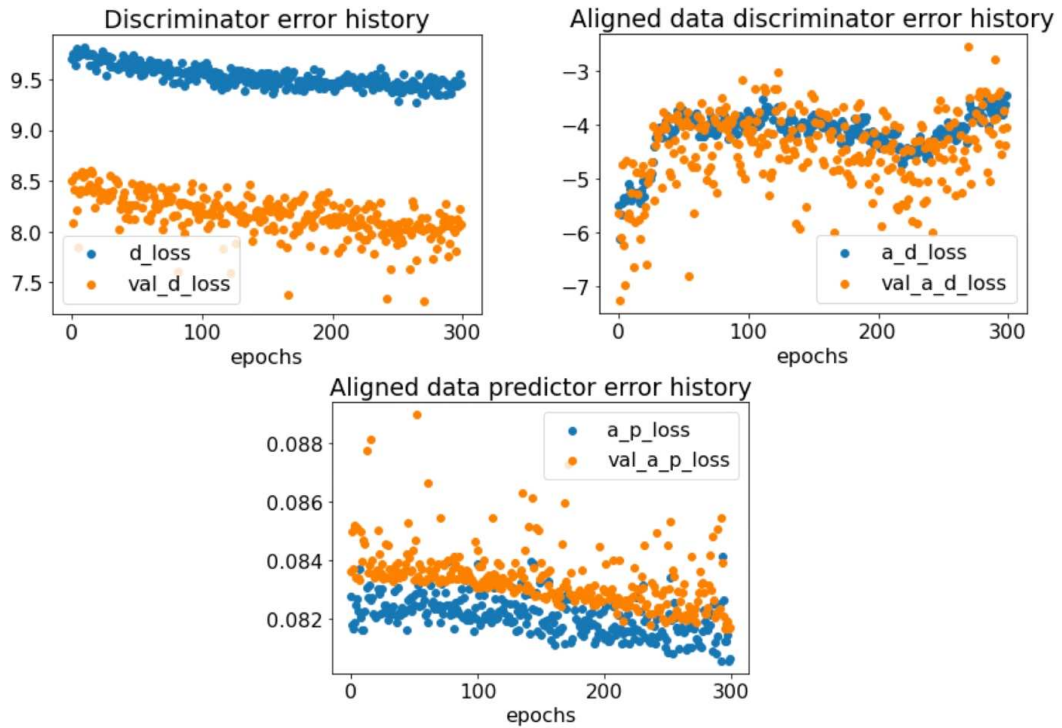 Discriminator error history
9.5
9.0
8.5
8.0
7.5
d_loss
val_d_loss
0 100 200 300
epochs
Aligned data discriminator error history
−3
−4
−5
−6
−7
a_d_loss
val_a_d_loss
0 100 200 300
epochs
Aligned data predictor error history
0.088
0.086
0.084
0.082
a_p_loss
val_a_p_loss
0 100 200 300
epochs